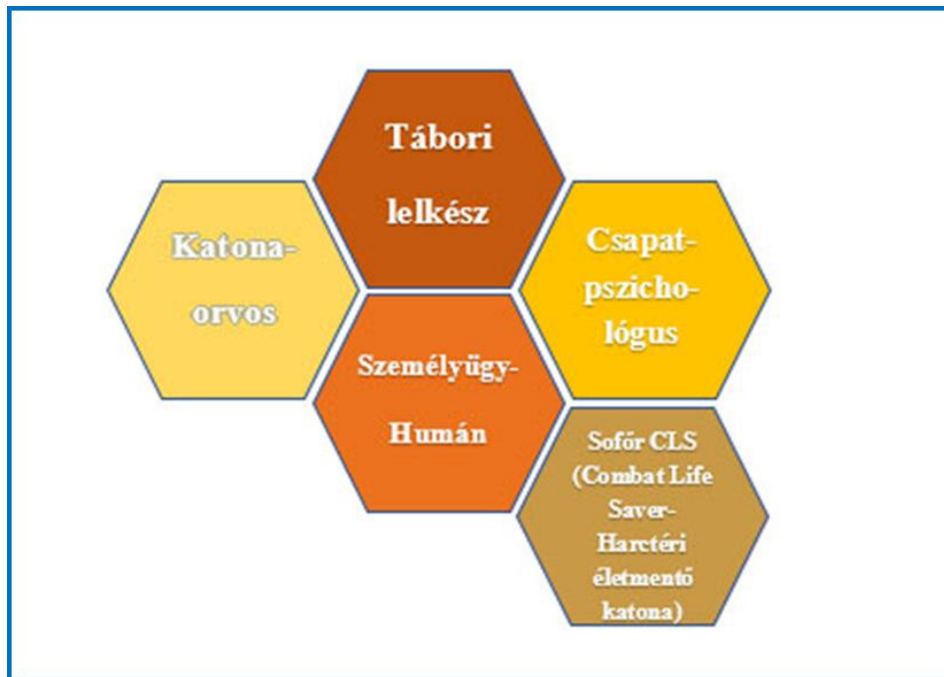 Tábori
lelkész
Katona-
orvos
Csapat-
pszicho-
lógus
Személyügy-
Humán
Sofőr CLS
(Combat Life
Saver-
Harctéri
életmentő
katona)